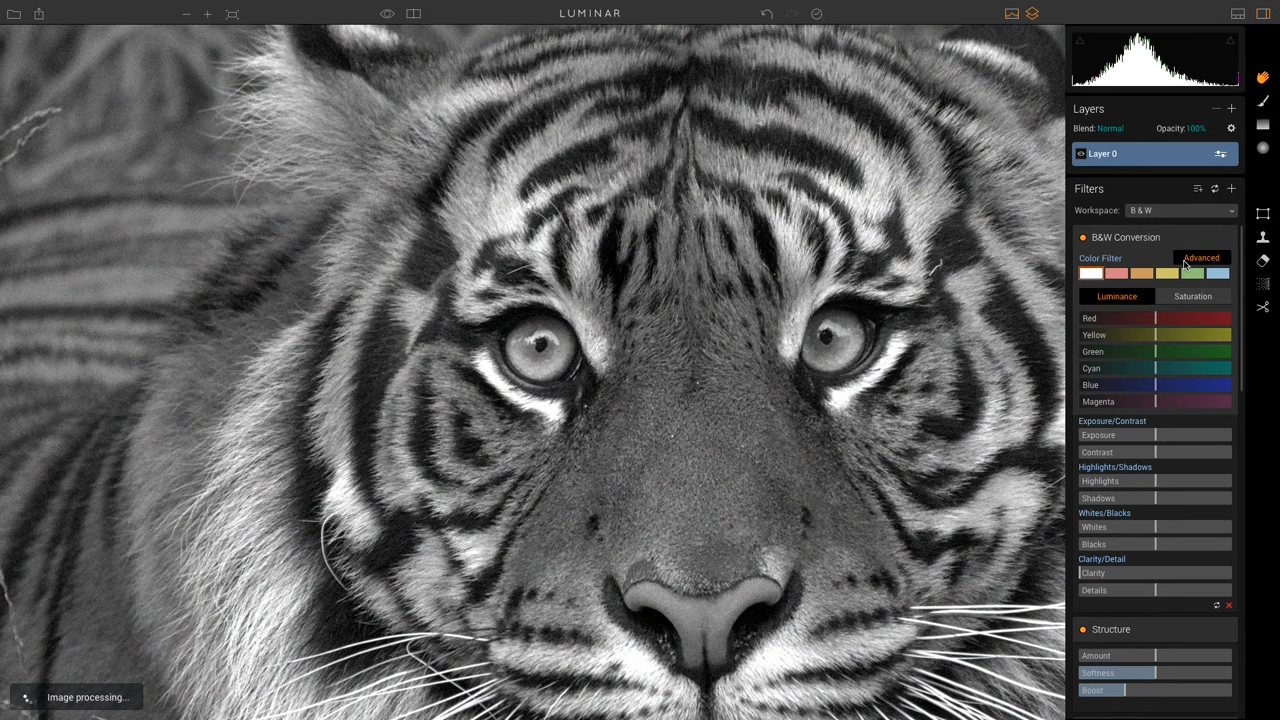 LUMINAR
Layers
Blend: Normal Opacity: 100%
Layer 0
Filters
Workspace: B & W
B&W Conversion
Color Filter Advanced
Luminance Saturation
Red
Yellow
Green
Cyan
Blue
Magenta
Exposure/Contrast
Exposure
Contrast
Highlights/Shadows
Highlights
Shadows
Whites/Blacks
Whites
Blacks
Clarity/Detail
Clarity
Details
Structure
Amount
Softness
Boost
Image processing...